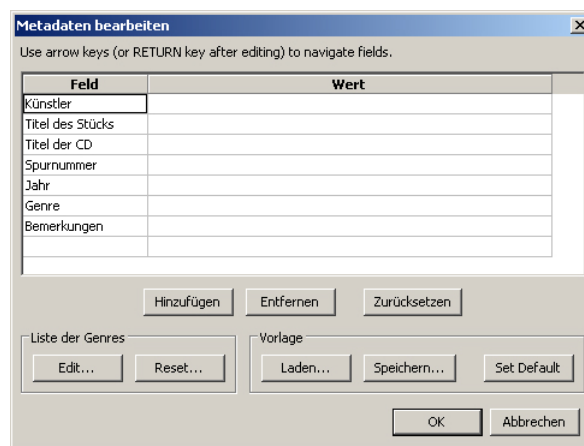 Metadaten bearbeiten
Use arrow keys (or RETURN key after editing) to navigate fields.
Feld Wert
Künstler
Titel des Stücks
Titel der CD
Spurnummer
Jahr
Genre
Bemerkungen
Hinzufügen Entfernen Zurücksetzen
Liste der Genres Vorlage
Edit... Reset... Laden... Speichern... Set Default
OK Abbrechen